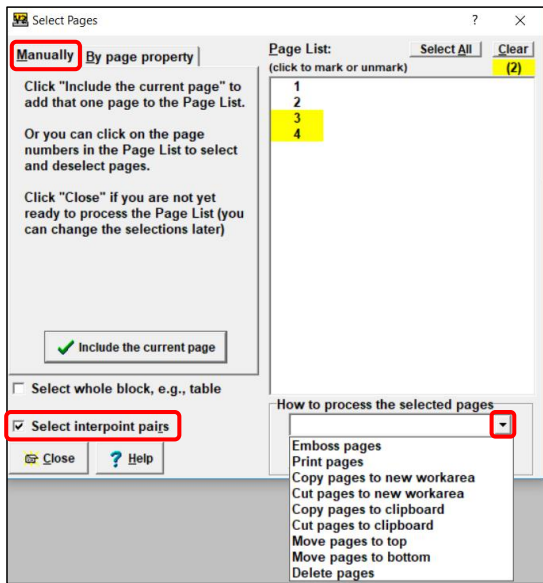 Select Pages
Manually By page property
Click "Include the current page" to
add that one page to the Page List.
Or you can click on the page
numbers in the Page List to select
and deselect pages.
Click "Close" if you are not yet
ready to process the Page List (you
can change the selections later)
Include the current page
Select whole block, e.g., table
Select interpoint pairs
Close ? Help
Page List: Select All Clear
(click to mark or unmark) (2)
1
2
3
4
How to process the selected pages
Emboss pages
Print pages
Copy pages to new workarea
Cut pages to new workarea
Copy pages to clipboard
Cut pages to clipboard
Move pages to top
Move pages to bottom
Delete pages